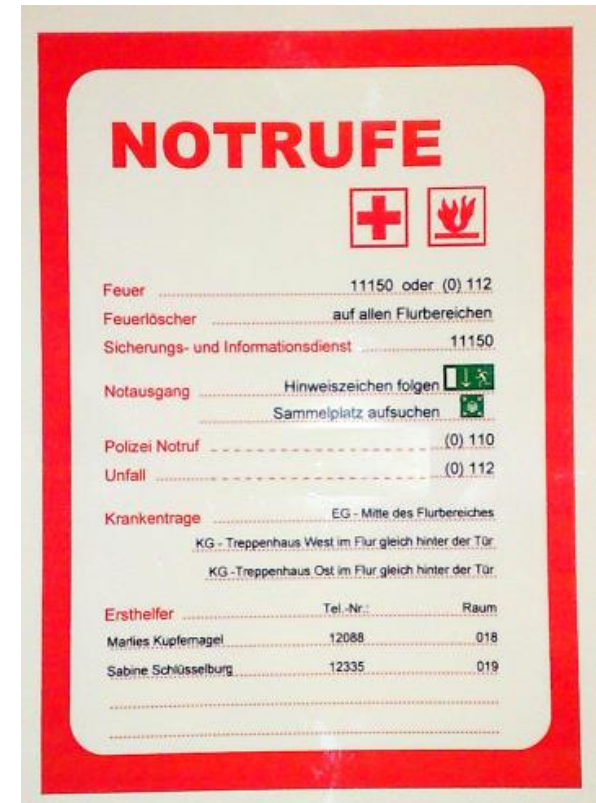 NOTRUFE
Feuer 11150 oder (0) 112
Feuerlöscher auf allen Flurbereichen
Sicherungs- und Informationsdienst 11150
Notausgang Hinweiszeichen folgen
Sammelplatz aufsuchen
Polizei Notruf (0) 110
Unfall (0) 112
Krankentrage EG - Mitte des Flurbereiches
KG - Treppenhaus West im Flur gleich hinter der Tür
KG -Treppenhaus Ost im Flur gleich hinter der Tür
Ersthelfer Tel.-Nr.: Raum
Marlies Kupfernagel 12088 018
Sabine Schlüsselburg 12335 019